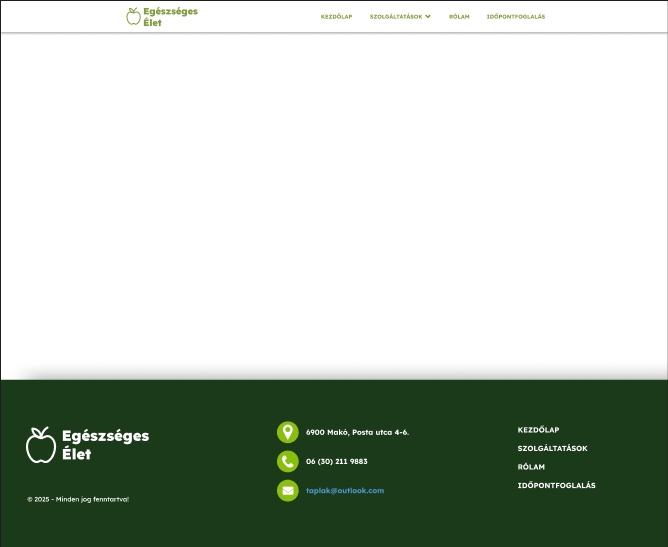 Egészséges
Élet
KEZDŐLAP
SZOLGÁLTATÁSOK
RÓLAM
IDŐPONTFOGLALÁS
Egészséges
Élet
© 2025 - Minden jog fenntartva!
6900 Makó, Posta utca 4-6.
06 (30) 211 9883
taplak@outlook.com
KEZDŐLAP
SZOLGÁLTATÁSOK
RÓLAM
IDŐPONTFOGLALÁS